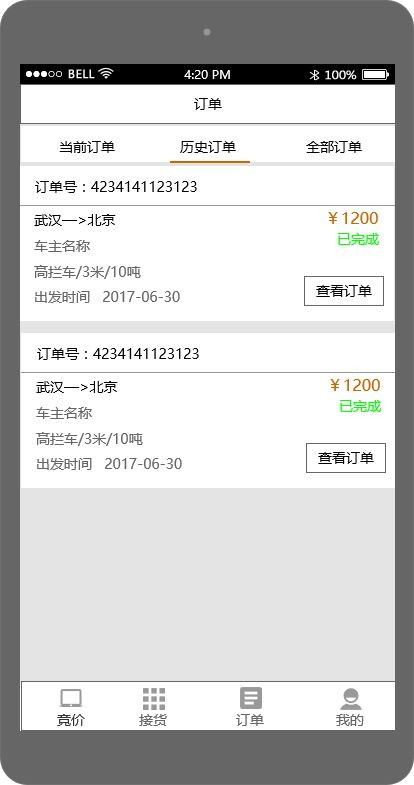 BELL 4:20 PM 100%
订单
当前订单 历史订单 全部订单
订单号：4234141123123
武汉—>北京 ￥1200
车主名称 已完成
高拦车/3米/10吨
出发时间 2017-06-30 查看订单
订单号：4234141123123
武汉—>北京 ￥1200
车主名称 已完成
高拦车/3米/10吨
出发时间 2017-06-30 查看订单
竞价 接货 订单 我的